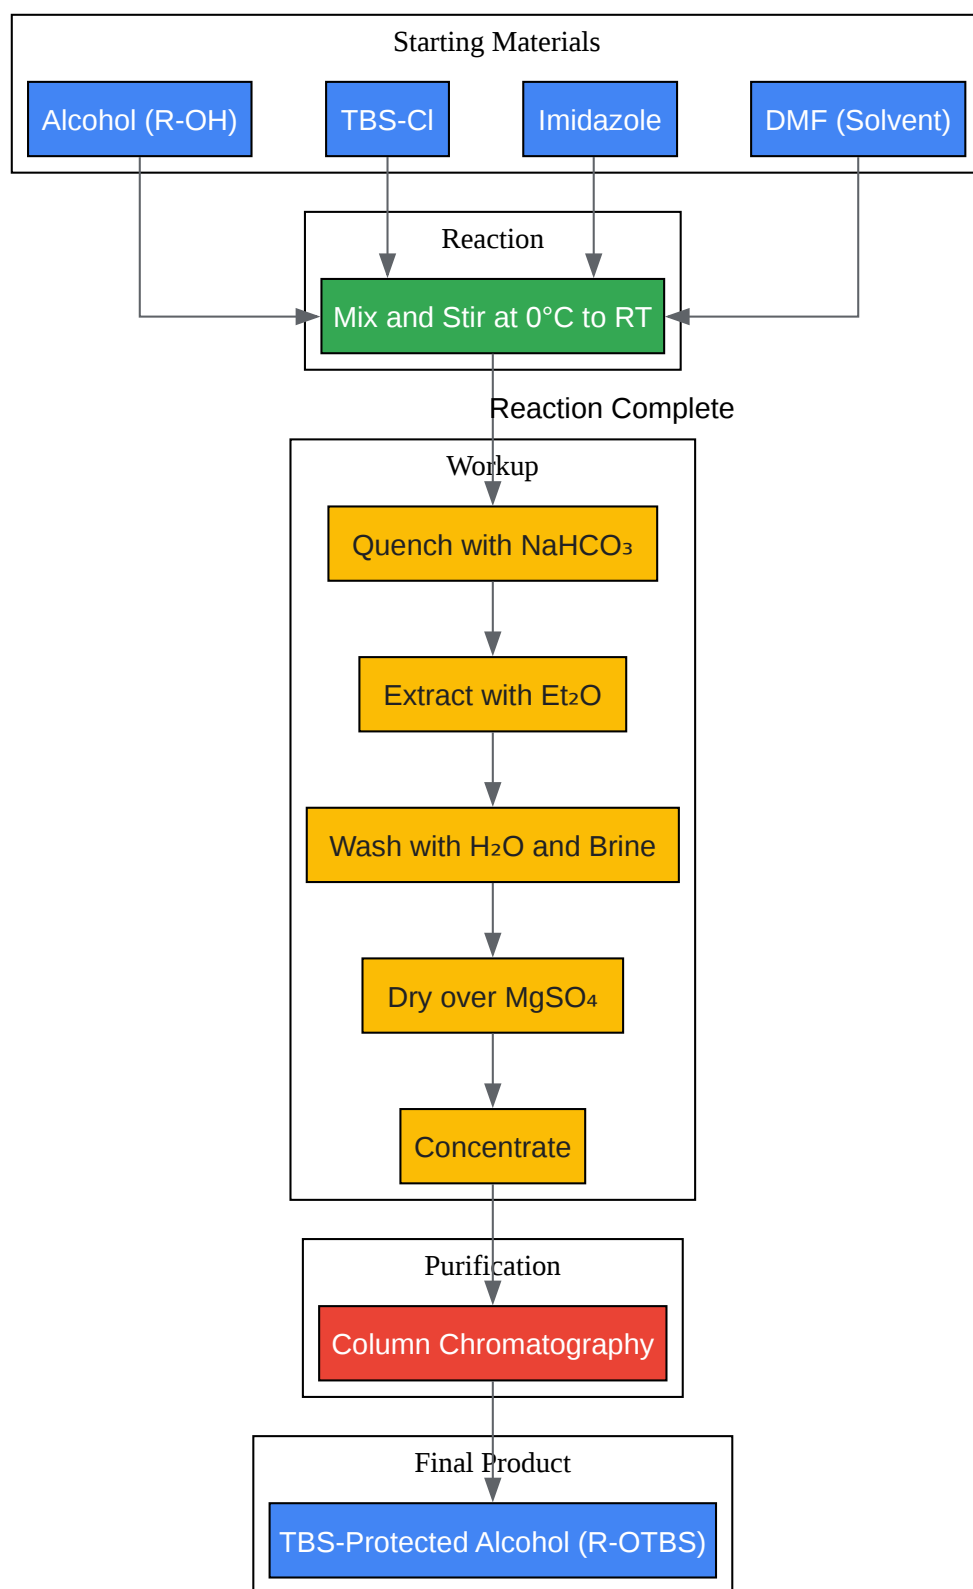 Starting Materials
Alcohol (R-OH)
TBS-Cl
Imidazole
DMF (Solvent)
Reaction
Mix and Stir at 0°C to RT
Reaction Complete
Workup
Quench with NaHCO₃
Extract with Et₂O
Wash with H₂O and Brine
Dry over MgSO₄
Concentrate
Purification
Column Chromatography
Final Product
TBS-Protected Alcohol (R-OTBS)